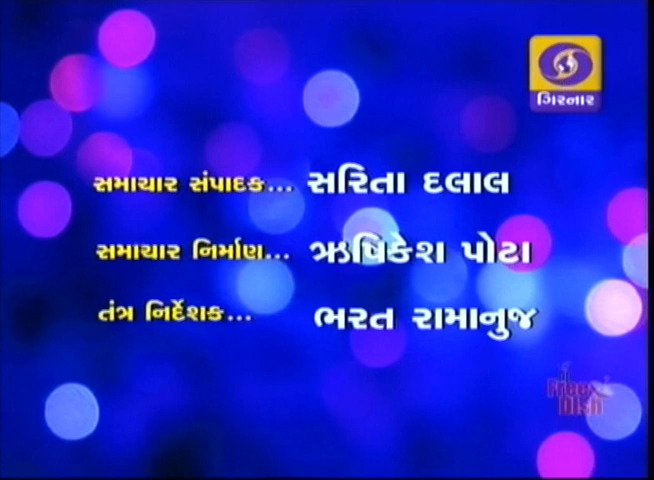 ગિરનાર
સમાચાર સંપાદક... સરિતા દલાલ
સમાચાર નિર્માણ... ઋષિકેશ પોટા
તંત્ર નિર્દેશક... ભરત રામાનુજ
Free
Dish